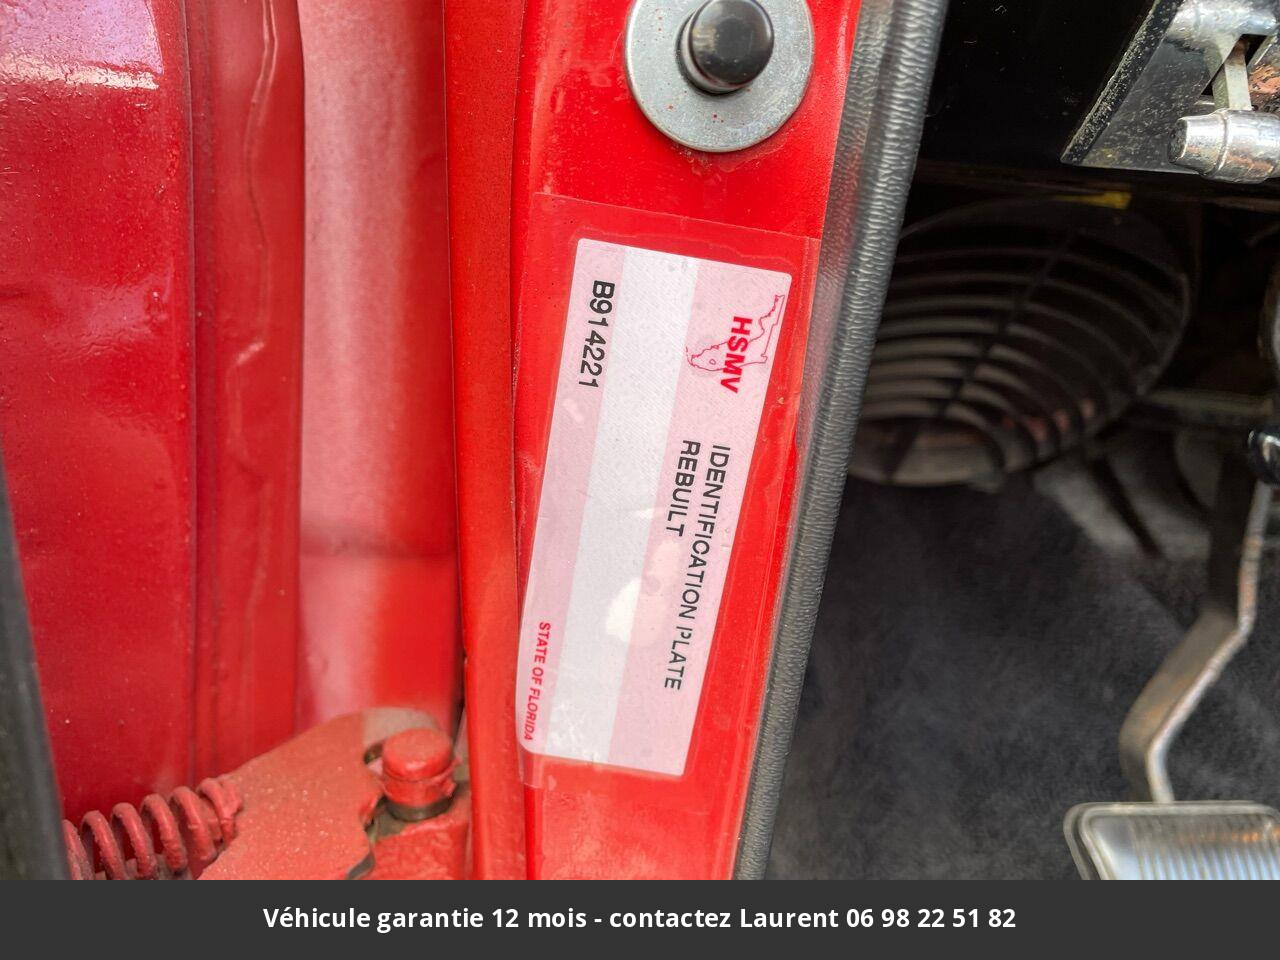 HSMV
IDENTIFICATION PLATE
REBUILT
B914221
STATE OF FLORIDA
Véhicule garantie 12 mois - contactez Laurent 06 98 22 51 82